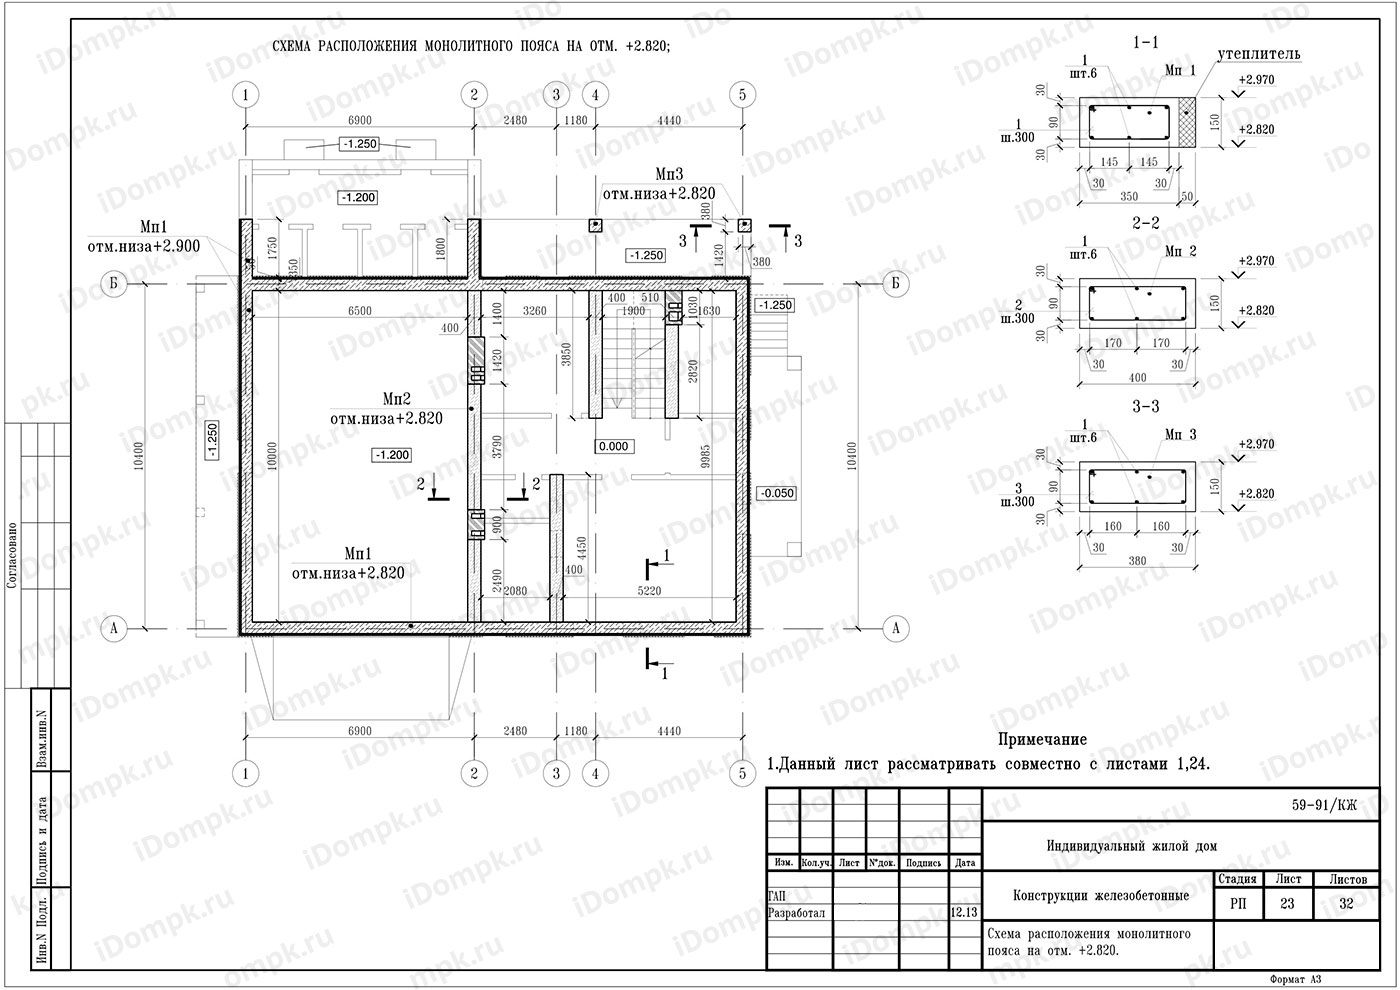 СХЕМА РАСПОЛОЖЕНИЯ МОНОЛИТНОГО ПОЯСА НА ОТМ. +2.820;
1 2 3 4 5
6900 2480 1180 4440
-1.250
-1.200
Мп3
отм.низа+2.820
Мп1
отм.низа+2.900
1750
350
1800
380
3 3
1420
380
-1.250
Б Б
6500
400
1400
3260
400 510
1900
1030
1630
-1.250
1420
3850
2820
Мп2
отм.низа+2.820
-1.250
10400
10000
-1.200
3790
0.000
9985
10400
2 2
-0.050
900
4450
Мп1
отм.низа+2.820
2490
2080
400
5220
1
А А
1
6900 2480 1180 4440
1 2 3 4 5
1-1
1
шт.6
Мп 1
утеплитель
+2.970
+2.820
1
ш.300
30
90
30
150
145 145
30 30
350 50
2-2
1
шт.6
Мп 2
+2.970
+2.820
2
ш.300
30
90
30
150
170 170
30 30
400
3-3
1
шт.6
Мп 3
+2.970
+2.820
3
ш.300
30
90
30
150
160 160
30 30
380
Примечание
1.Данный лист рассматривать совместно с листами 1,24.
59-91/КЖ
Индивидуальный жилой дом
Изм. Кол.уч. Лист №док. Подпись Дата
ГАП
Разработал 12.13
Конструкции железобетонные
Стадия Лист Листов
РП 23 32
Схема расположения монолитного
пояса на отм. +2.820.
Формат А3
Согласовано
Взам.инв.N
Подпись и дата
Инв.N Подл.
iDompk.ru